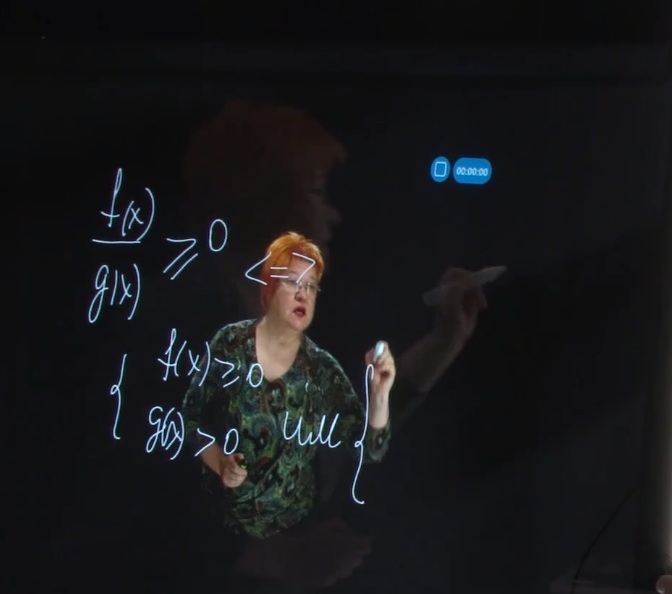 00:00:00
f(x)/g(x) ⩾ 0 <=>
{ f(x) ⩾ 0
g(x) > 0 или {